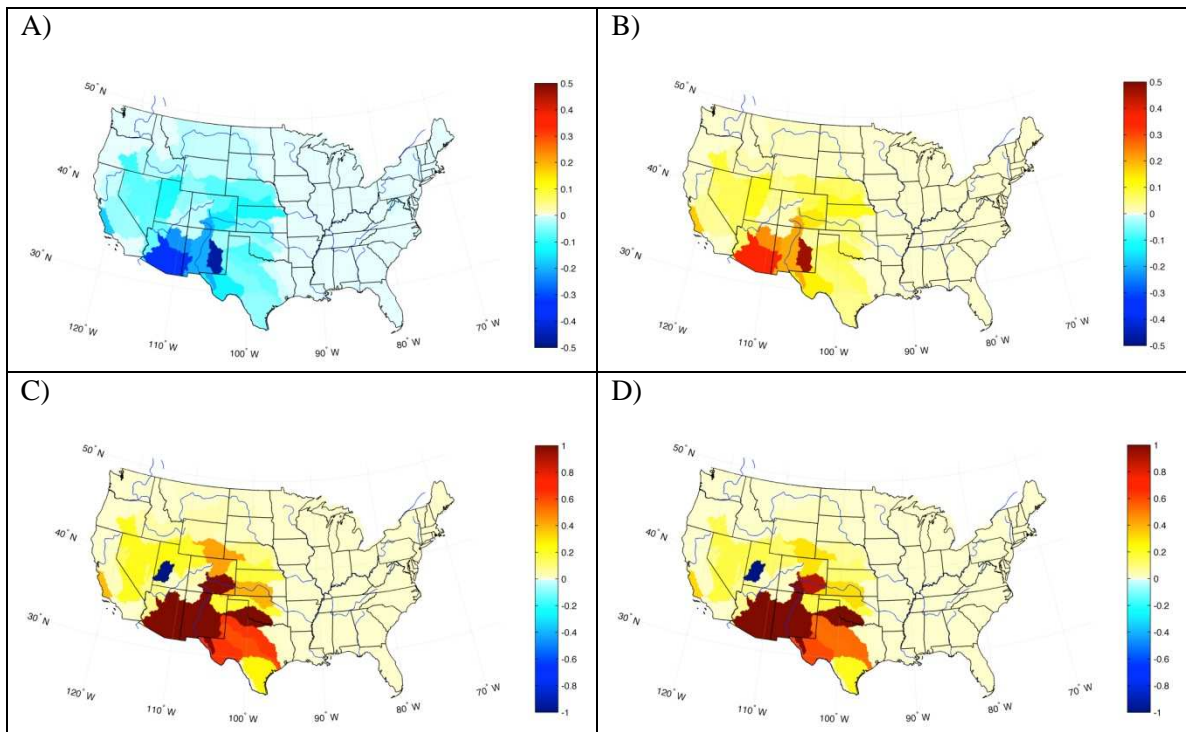 A)
50° N
40° N
30° N
120° W
110° W
100° W
90° W
80° W
70° W
0.5
0.4
0.3
0.2
0.1
0
-0.1
-0.2
-0.3
-0.4
-0.5
B)
50° N
40° N
30° N
120° W
110° W
100° W
90° W
80° W
70° W
0.5
0.4
0.3
0.2
0.1
0
-0.1
-0.2
-0.3
-0.4
-0.5
C)
50° N
40° N
30° N
120° W
110° W
100° W
90° W
80° W
70° W
1
0.8
0.6
0.4
0.2
0
-0.2
-0.4
-0.6
-0.8
-1
D)
50° N
40° N
30° N
120° W
110° W
100° W
90° W
80° W
70° W
1
0.8
0.6
0.4
0.2
0
-0.2
-0.4
-0.6
-0.8
-1